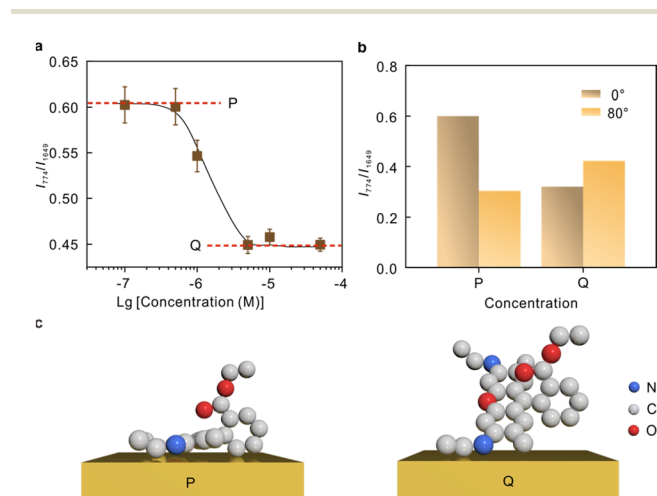 a
0.65
0.60
0.55
0.50
0.45
I774/I1649
P
Q
-7 -6 -5 -4
Lg [Concentration (M)]
b
0.8
0.6
0.4
0.2
0.0
I774/I1649
0°
80°
P Q
Concentration
c
P
Q
N
C
O